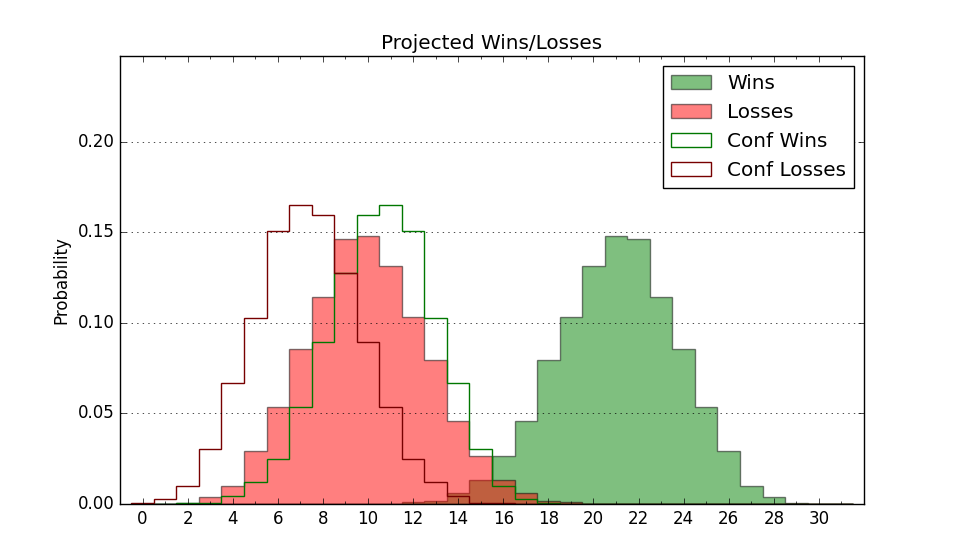 Projected Wins/Losses
Wins
Losses
Conf Wins
Conf Losses
Probability
0.20
0.15
0.10
0.05
0.00
0 2 4 6 8 10 12 14 16 18 20 22 24 26 28 30